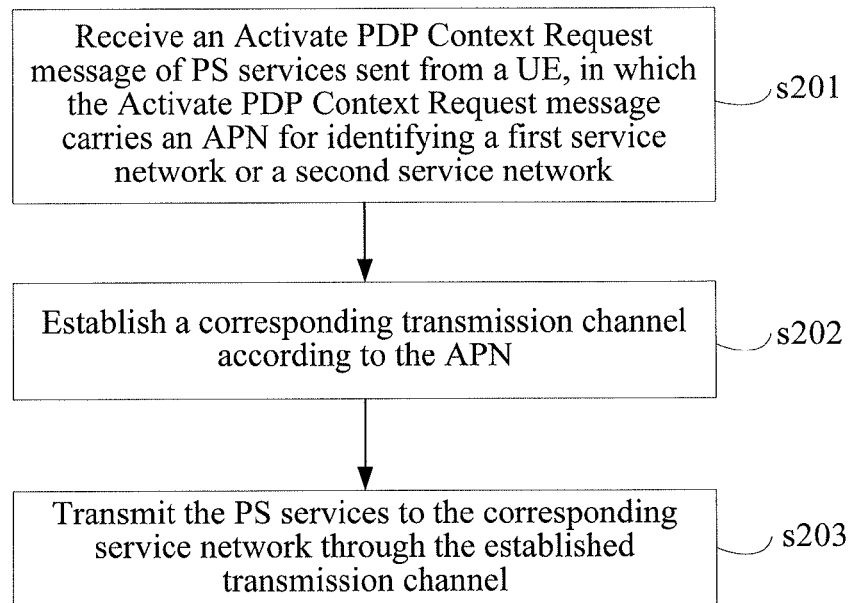 Receive an Activate PDP Context Request
message of PS services sent from a UE, in which
the Activate PDP Context Request message
carries an APN for identifying a first service
network or a second service network
s201
Establish a corresponding transmission channel
according to the APN
s202
Transmit the PS services to the corresponding
service network through the established
transmission channel
s203